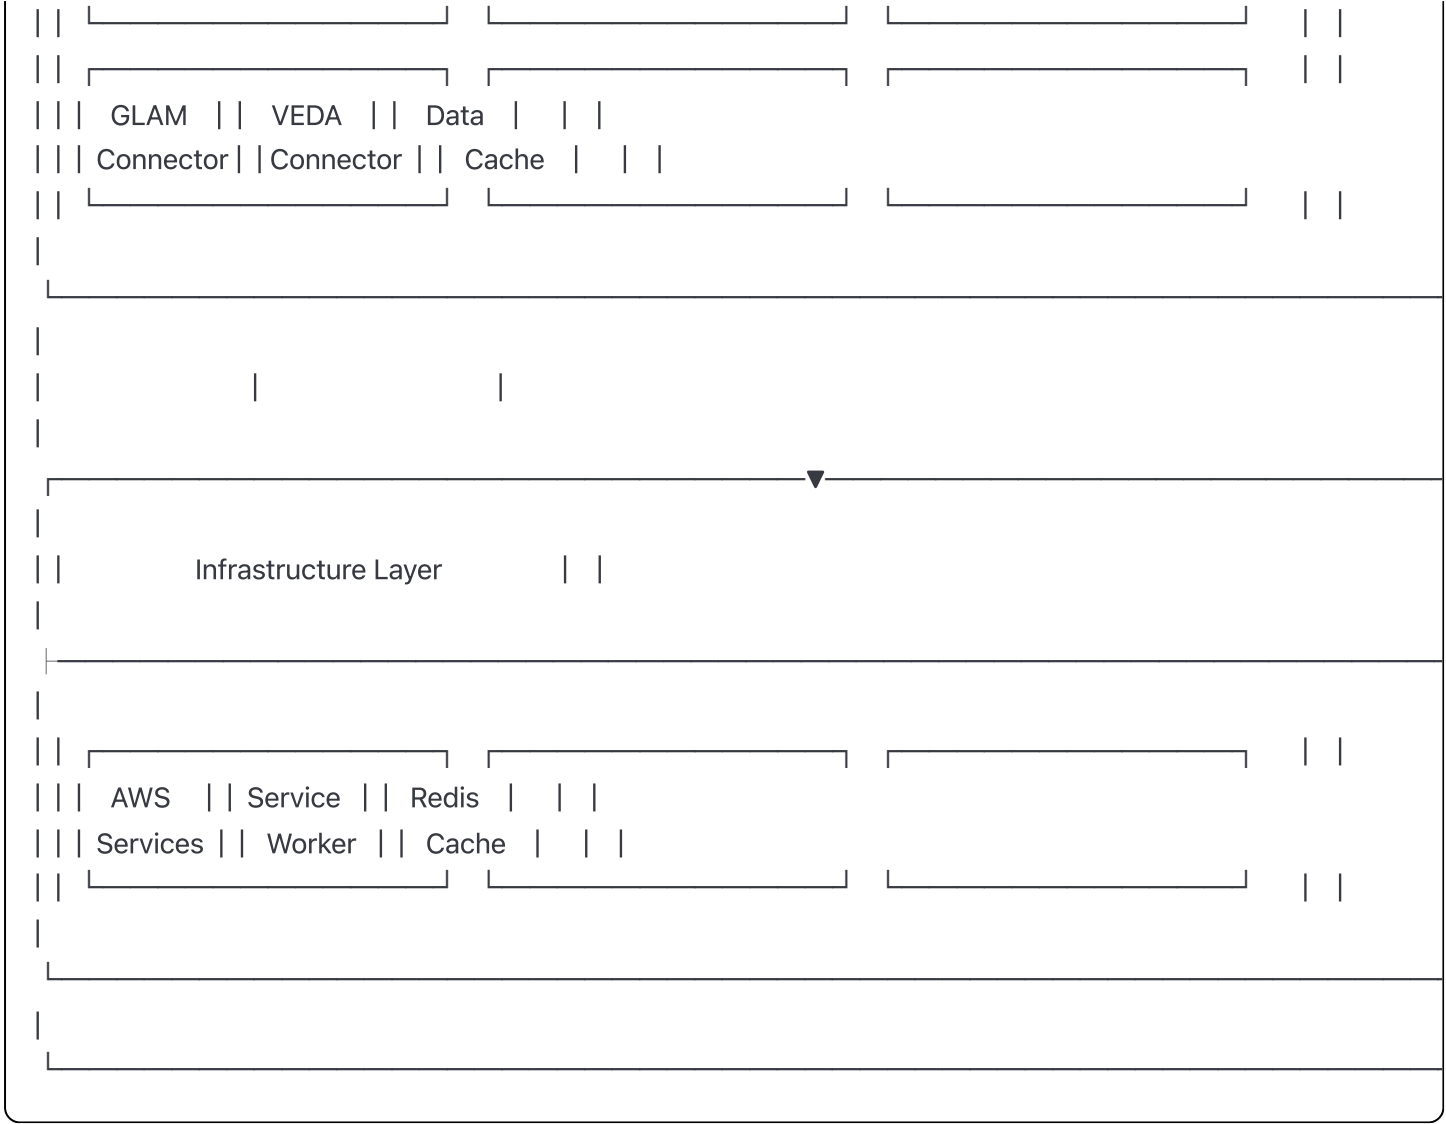 | | └─────────────┘ └─────────────┘ └─────────────┘ | |
| | ┌─────────────┐ ┌─────────────┐ ┌─────────────┐ | |
| | | GLAM | | VEDA | | Data | | |
| | | Connector | | Connector | | Cache | | |
| | └─────────────┘ └─────────────┘ └─────────────┘ | |
|
└──────────────────────────────────────────────────
|
| | |
|
┌────────────────────────────▼──────────────────────
|
| | Infrastructure Layer | |
|
├──────────────────────────────────────────────────
|
| | ┌─────────────┐ ┌─────────────┐ ┌─────────────┐ | |
| | | AWS | | Service | | Redis | | |
| | | Services | | Worker | | Cache | | |
| | └─────────────┘ └─────────────┘ └─────────────┘ | |
|
└──────────────────────────────────────────────────
|
└──────────────────────────────────────────────────